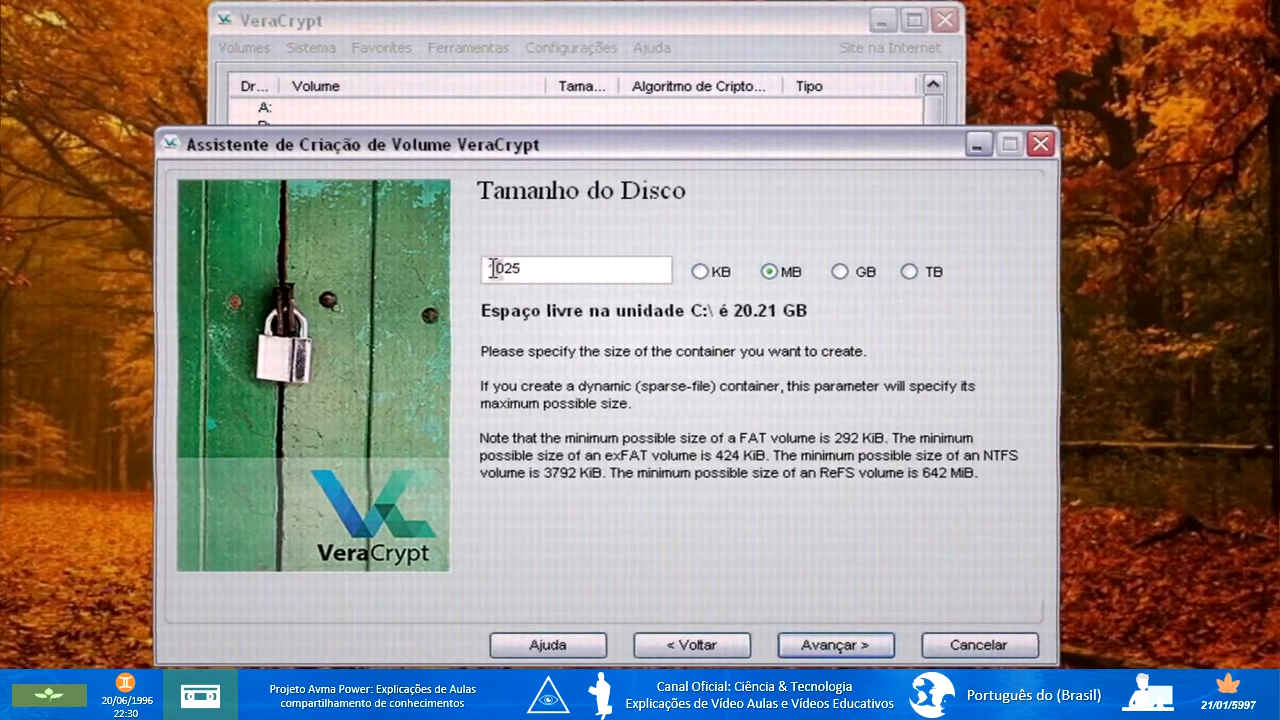 VeraCrypt
Volumes Sistema Favorites Ferramentas Configurações Ajuda Site na Internet
Dr... Volume Tama... Algoritmo de Cripto... Tipo
A:
Assistente de Criação de Volume VeraCrypt
Tamanho do Disco
KB MB GB TB
Espaço livre na unidade C:\ é 20.21 GB
Please specify the size of the container you want to create.
If you create a dynamic (sparse-file) container, this parameter will specify its
maximum possible size.
Note that the minimum possible size of a FAT volume is 292 KiB. The minimum
possible size of an exFAT volume is 424 KiB. The minimum possible size of an NTFS
volume is 3792 KiB. The minimum possible size of an ReFS volume is 642 MiB.
VeraCrypt
Ajuda < Voltar Avançar > Cancelar
20/06/1996
22:30
Projeto Avma Power: Explicações de Aulas
compartilhamento de conhecimentos
Canal Oficial: Ciência & Tecnologia
Explicações de Vídeo Aulas e Vídeos Educativos
Português do (Brasil)
21/01/5997